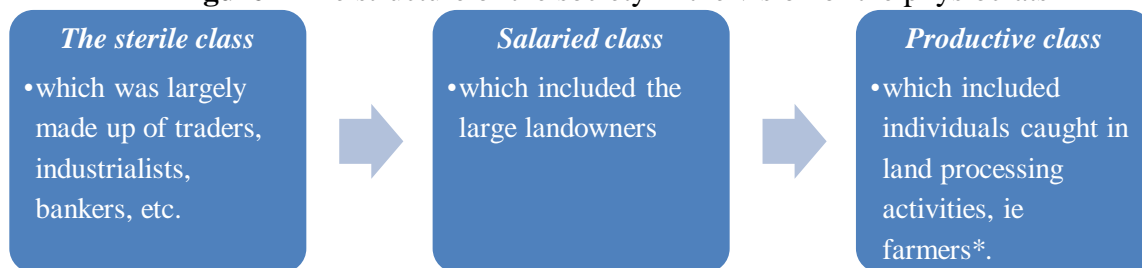 The sterile class
•which was largely
made up of traders,
industrialists,
bankers, etc.
Salaried class
•which included the
large landowners
Productive class
•which included
individuals caught in
land processing
activities, ie
farmers*.